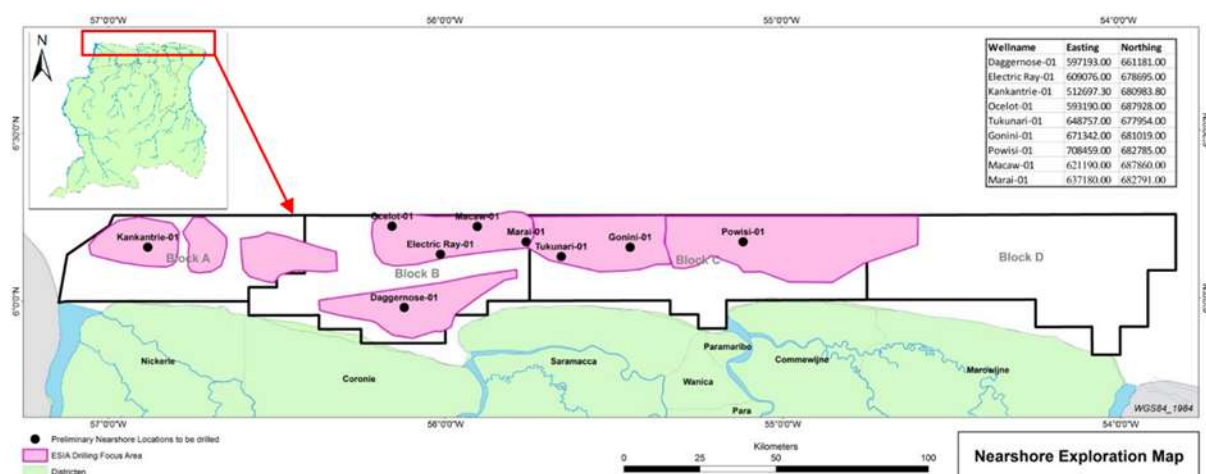 57°0'0"W 56°0'0"W 55°0'0"W 54°0'0"W
N
Wellname Easting Northing
Daggernose-01 597193.00 661181.00
Electric Ray-01 609076.00 678695.00
Kankantrie-01 512697.30 680983.80
Ocelot-01 593190.00 687928.00
Tukunari-01 648757.00 677954.00
Gonini-01 671342.00 681019.00
Powisi-01 708459.00 682785.00
Macaw-01 621190.00 687860.00
Marai-01 637180.00 682791.00
6°30'0"N
Ocelot-01 Macaw-01
Kankantrie-01 Marai-01 Gonini-01 Powisi-01
Electric Ray-01 Tukunari-01
Block A Block B Block C Block D
Daggernose-01
6°0'0"N
Paramaribo
Nickerie Saramacca Commewijne
Coronie Wanica Marowijne
Para
WGS84_1984
57°0'0"W 56°0'0"W 55°0'0"W 54°0'0"W
Preliminary Nearshore Locations to be drilled
ESIA Drilling Focus Area
Districten
Kilometers
0 25 50 100
Nearshore Exploration Map